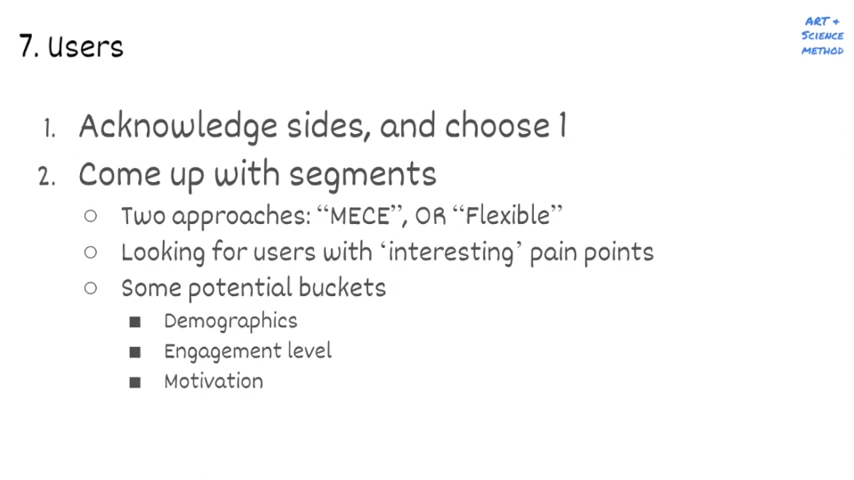 7. Users
ART +
SCIENCE
METHOD
1. Acknowledge sides, and choose 1
2. Come up with segments
○ Two approaches: “MECE”, OR “Flexible”
○ Looking for users with ‘interesting’ pain points
○ Some potential buckets
■ Demographics
■ Engagement level
■ Motivation